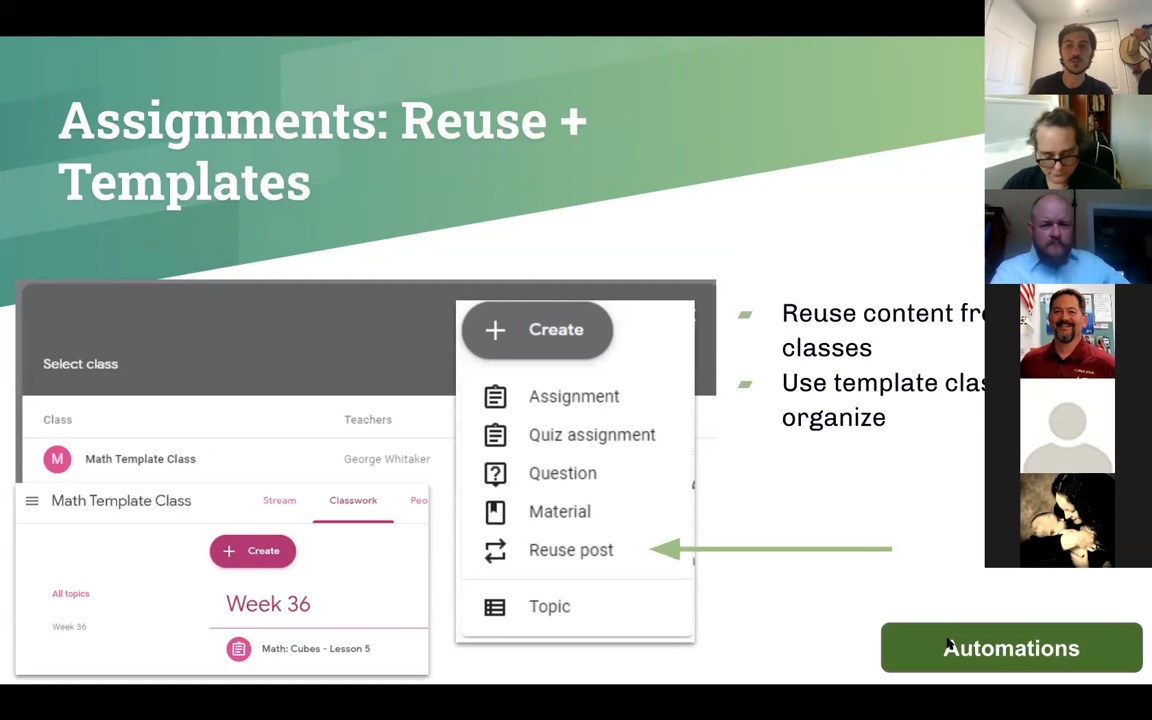 Assignments: Reuse +
Templates
Select class
Class
Teachers
M
Math Template Class
George Whitaker
Math Template Class
Stream
Classwork
Create
All topics
Week 36
Week 36
Math: Cubes - Lesson 5
Create
Assignment
Quiz assignment
Question
Material
Reuse post
Topic
Reuse content
classes
Use template
organize
Automations